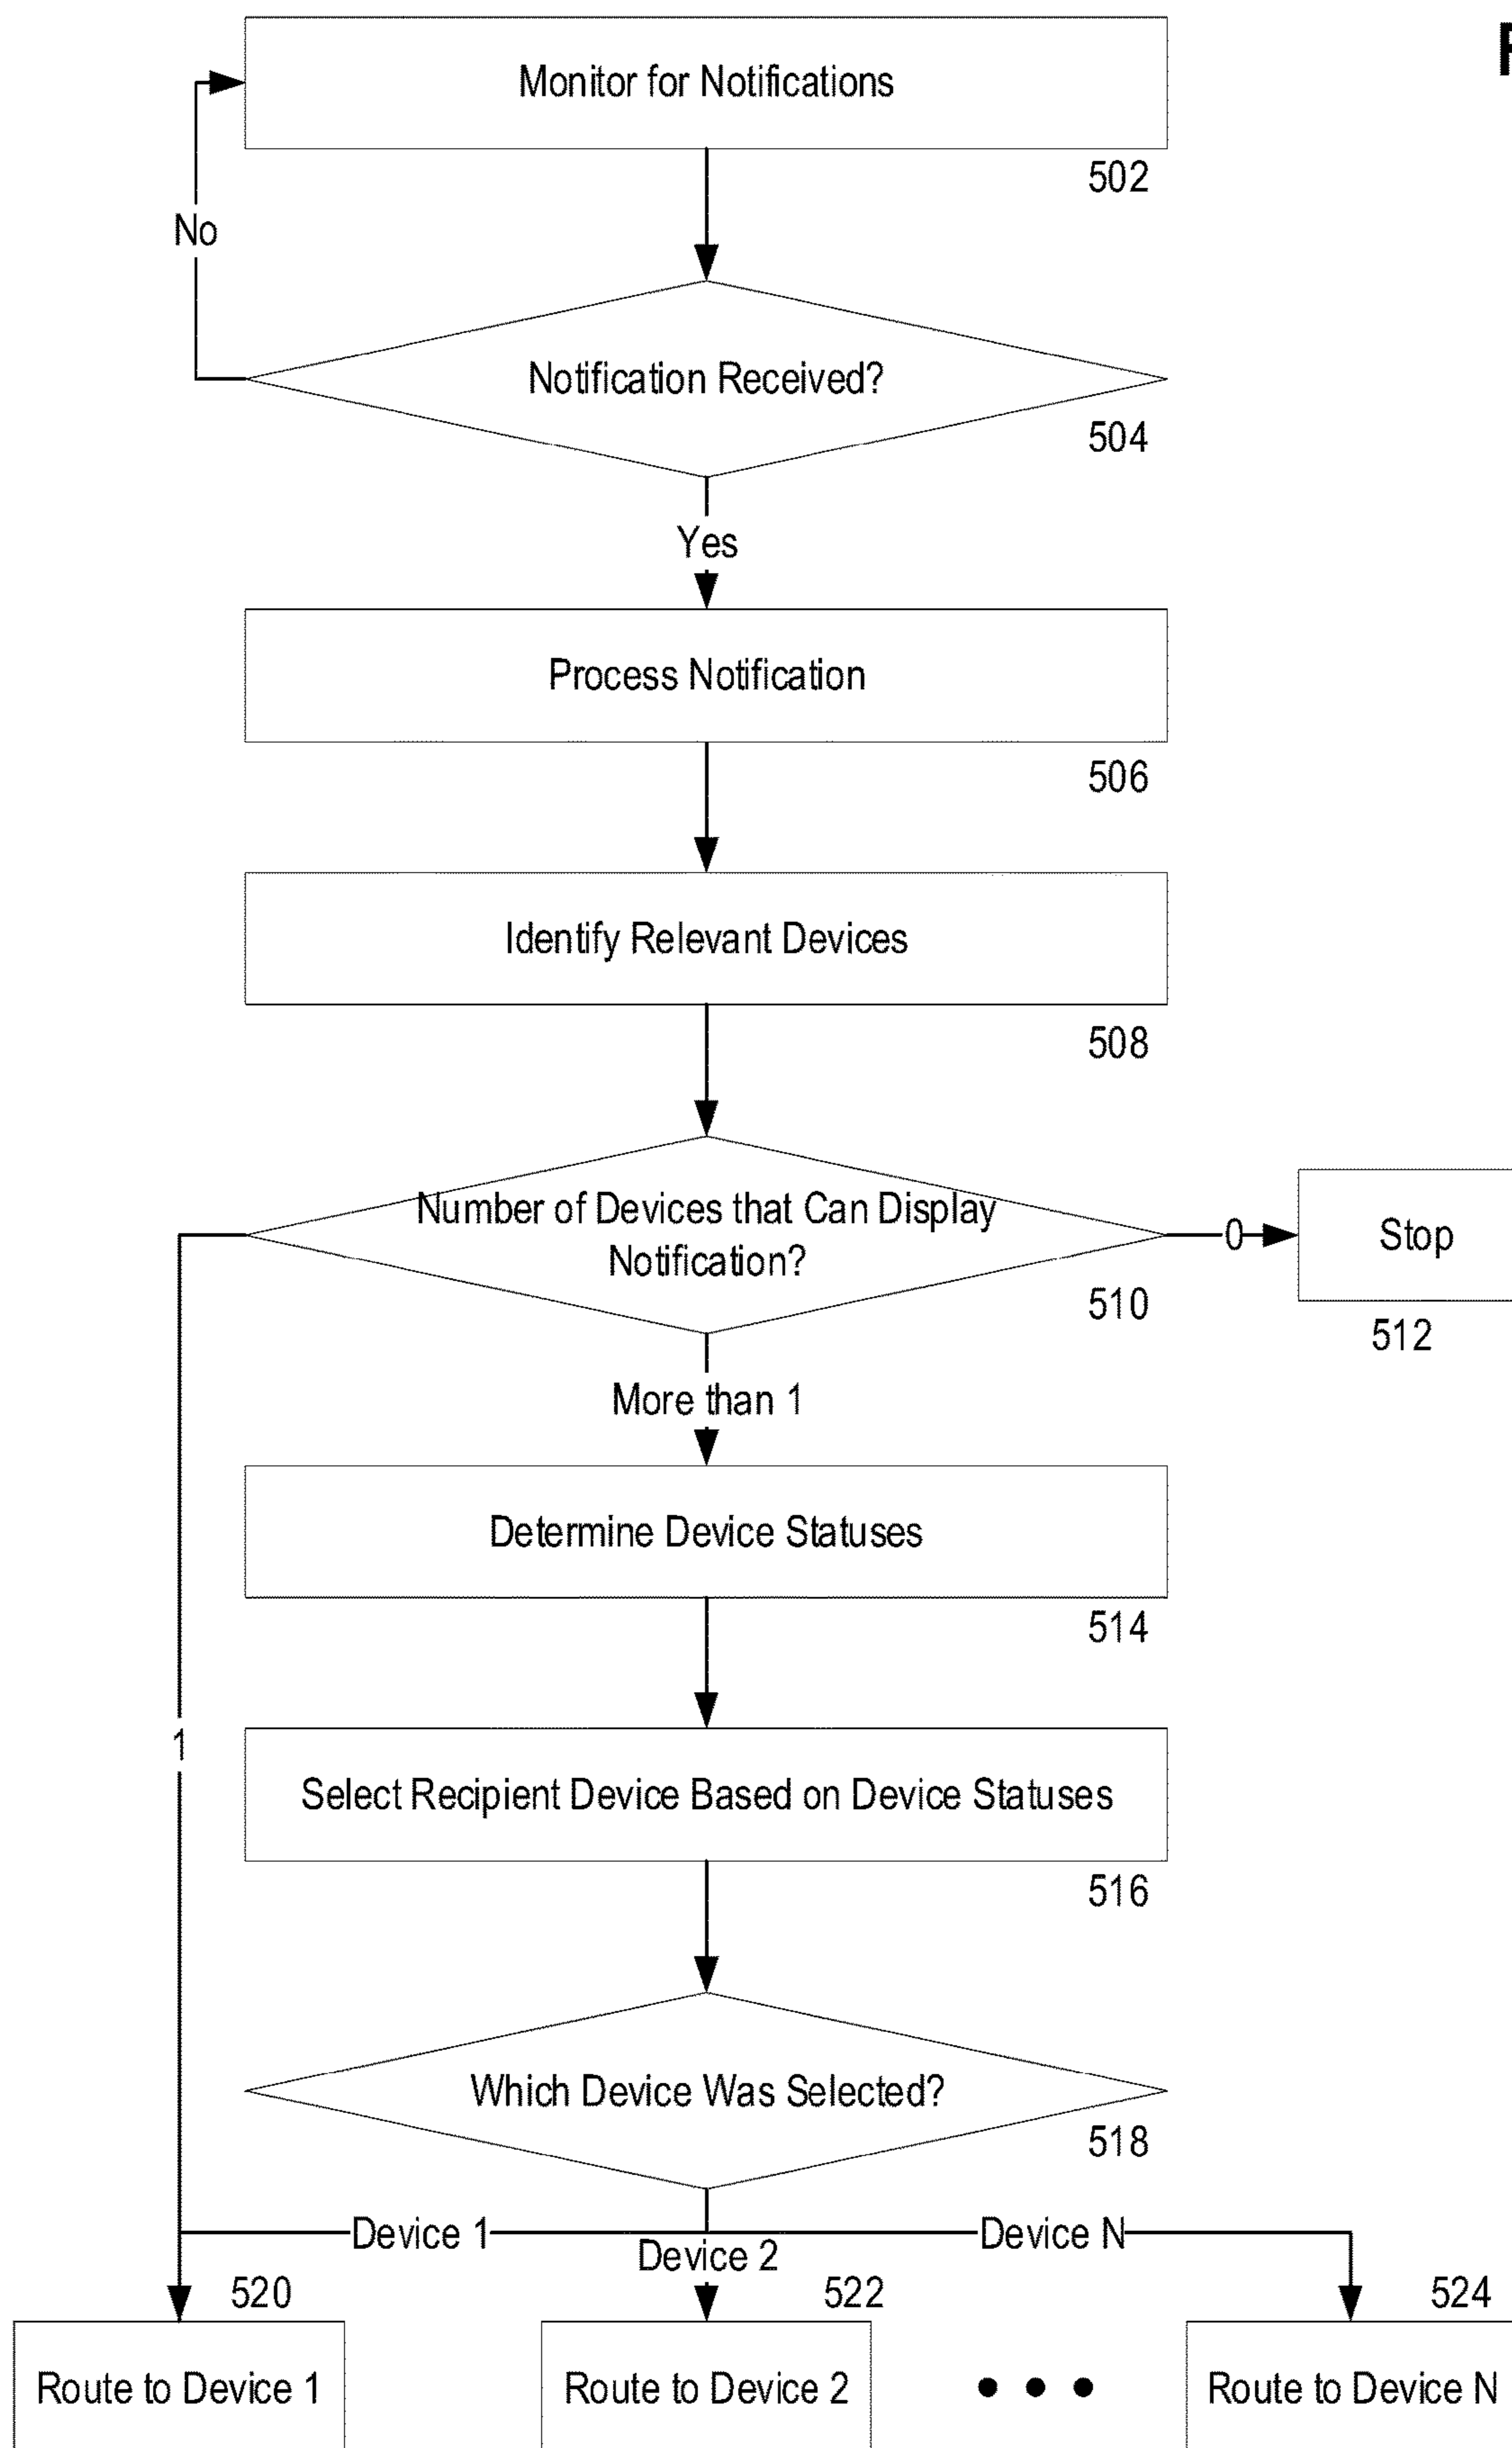 Monitor for Notifications
502
No
Notification Received?
504
Yes
Process Notification
506
Identify Relevant Devices
508
Number of Devices that Can Display
Notification?
0
Stop
510
512
More than 1
Determine Device Statuses
514
1
Select Recipient Device Based on Device Statuses
516
Which Device Was Selected?
518
Device 1
Device 2
Device N
520
522
524
Route to Device 1
Route to Device 2
Route to Device N